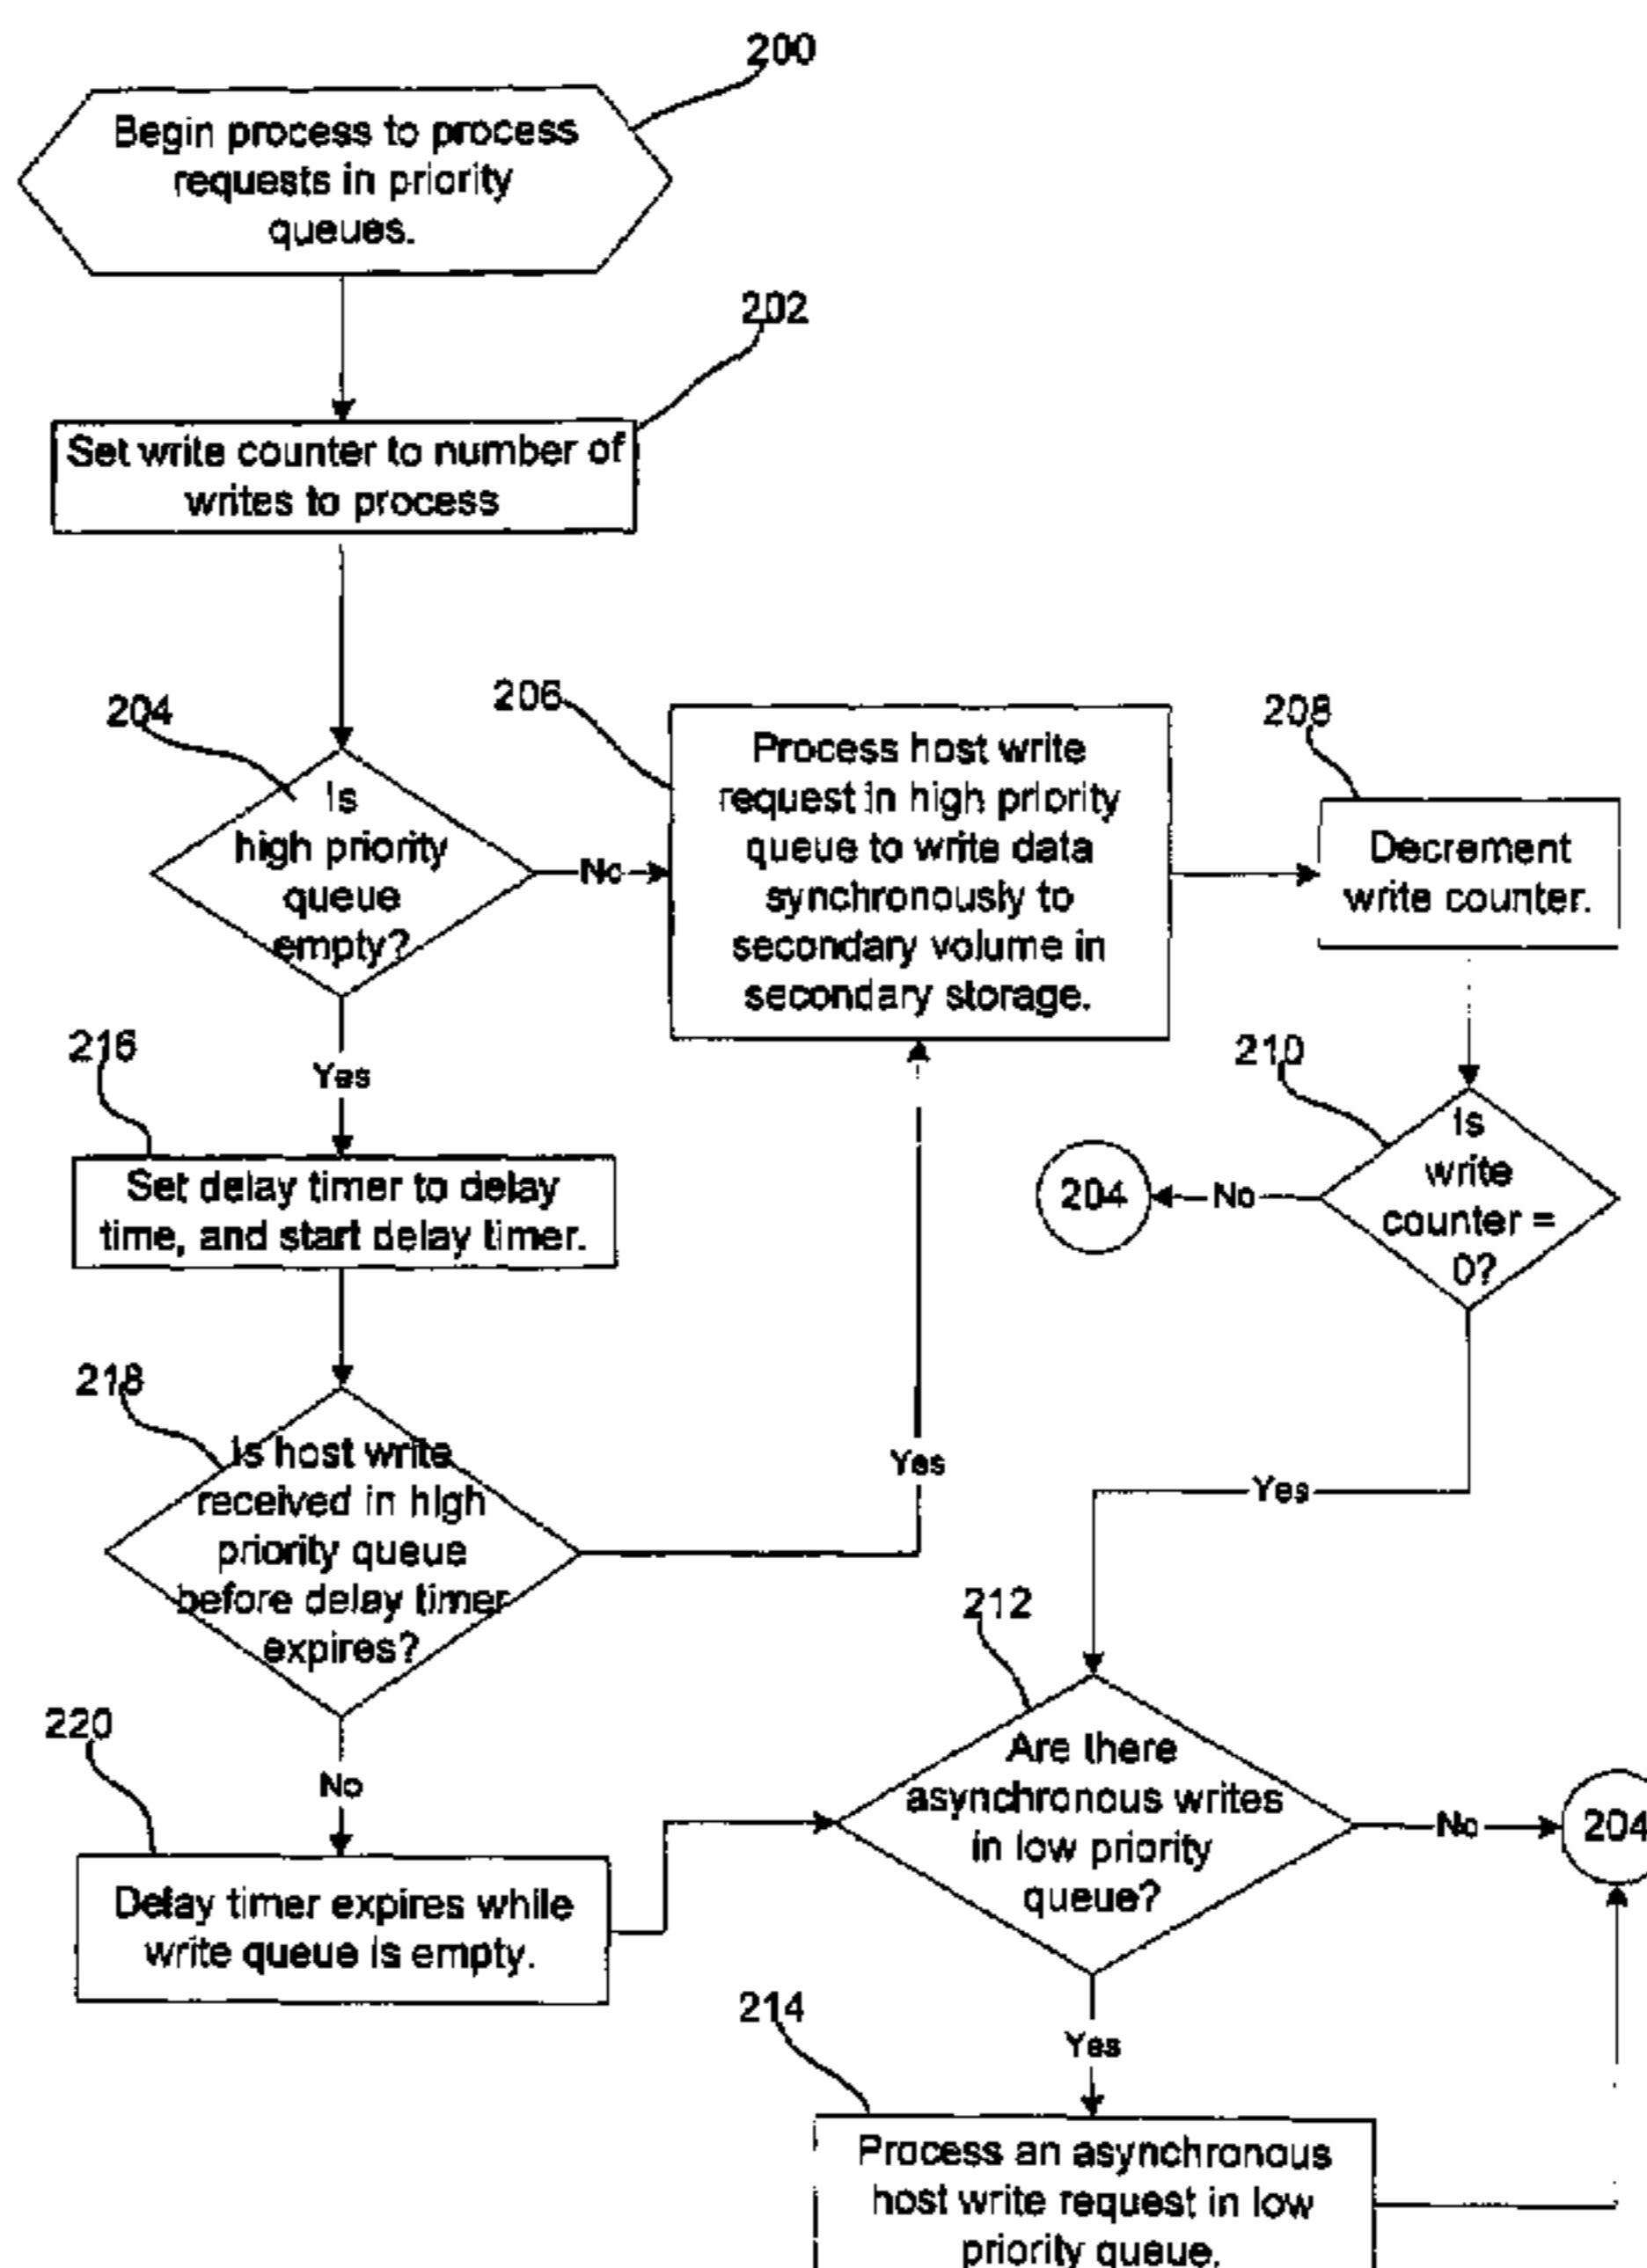 200
Begin process to process
requests in priority
queues.
202
Set write counter to number of
writes to process
204
Is
high priority
queue
empty?
No
206
Process host write
request in high priority
queue to write data
synchronously to
secondary volume in
secondary storage.
208
Decrement
write counter.
Yes
216
Set delay timer to delay
time, and start delay timer.
210
Is
write
counter =
0?
No
204
Yes
218
Is host write
received in high
priority queue
before delay timer
expires?
Yes
No
220
Delay timer expires while
write queue is empty.
212
Are there
asynchronous writes
in low priority
queue?
No
204
Yes
214
Process an asynchronous
host write request in low
priority queue.